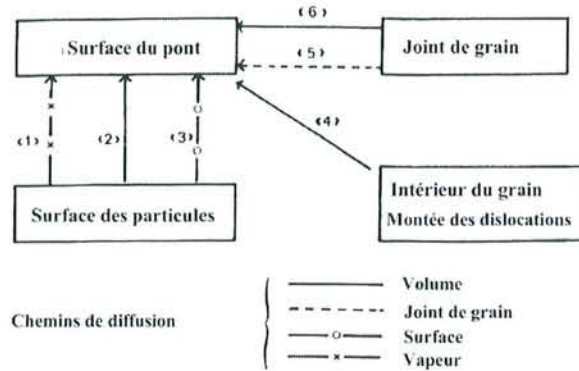 (6)
Surface du pont
Joint de grain
(5)
(1)
(2)
(3)
(4)
Surface des particules
Intérieur du grain
Montée des dislocations
Chemins de diffusion
Volume
Joint de grain
Surface
Vapeur